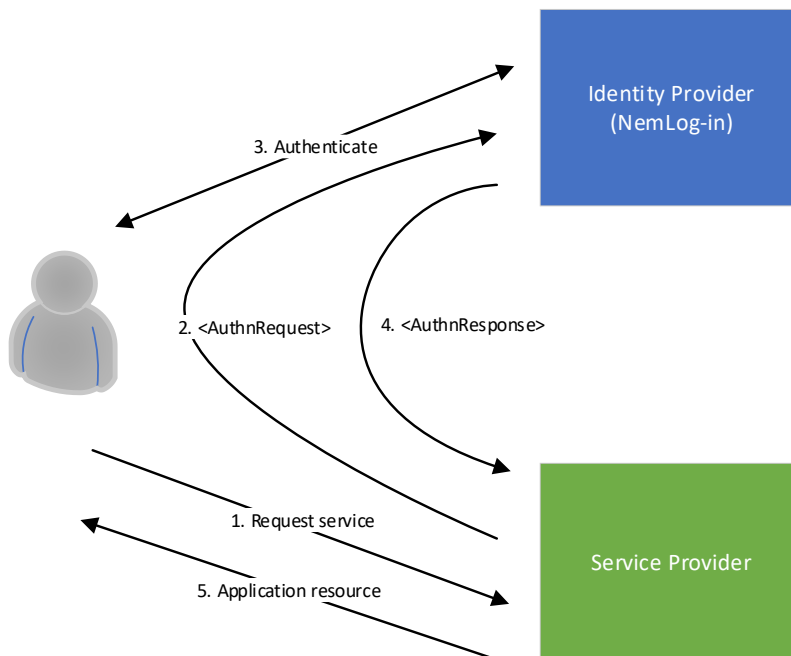 Identity Provider
(NemLog-in)
3. Authenticate
2. <AuthnRequest>
4. <AuthnResponse>
1. Request service
Service Provider
5. Application resource